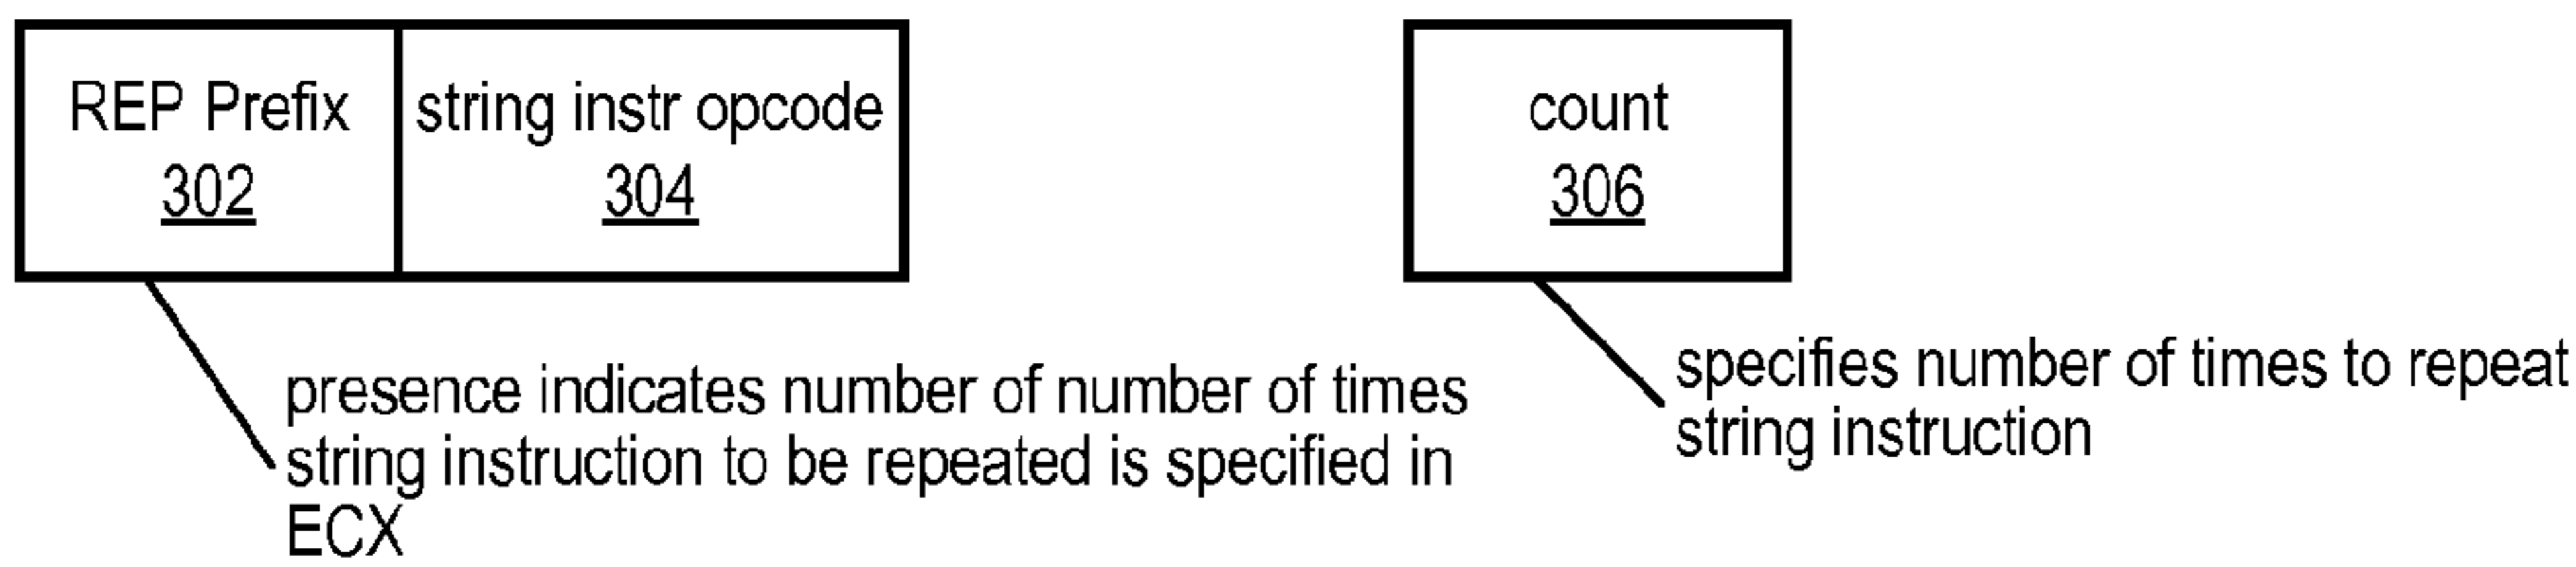 REP Prefix
302
string instr opcode
304
count
306
presence indicates number of number of times
string instruction to be repeated is specified in
ECX
specifies number of times to repeat
string instruction